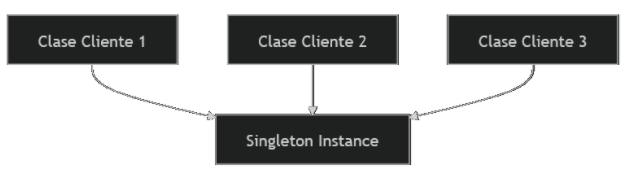 Clase Cliente 1
Clase Cliente 2
Clase Cliente 3
Singleton Instance